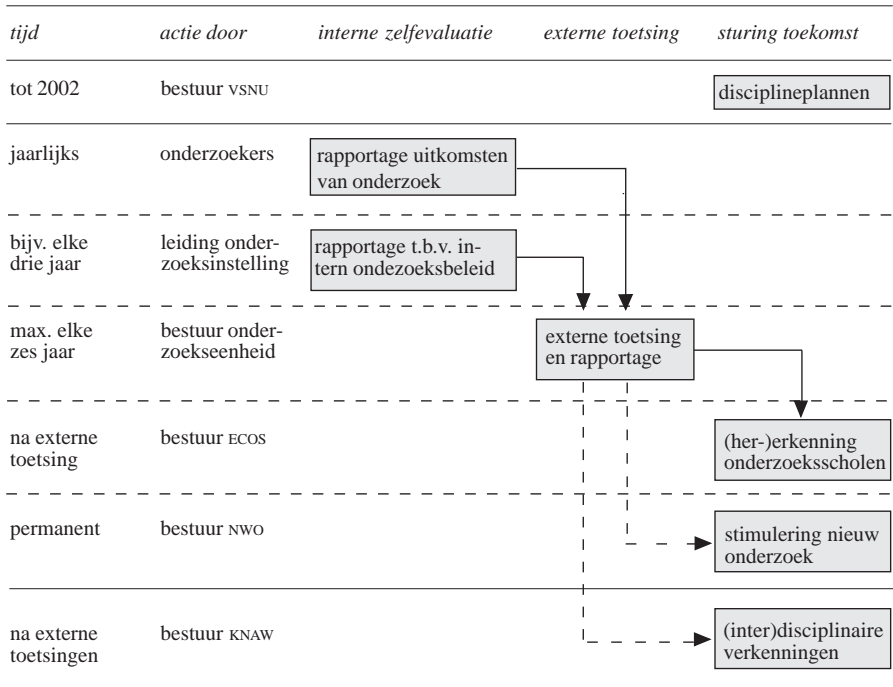 tijd actie door interne zelfevaluatie externe toetsing sturing toekomst
tot 2002 bestuur VSNU disciplineplannen
jaarlijks onderzoekers rapportage uitkomsten
van onderzoek
bijv. elke leiding onder- rapportage t.b.v. in-
drie jaar zoeksinstelling tern ondezoeksbeleid
max. elke bestuur onder- externe toetsing
zes jaar zoekseenheid en rapportage
na externe bestuur ECOS (her-)erkenning
toetsing onderzoeksscholen
permanent bestuur NWO stimulering nieuw
onderzoek
na externe bestuur KNAW (inter)disciplinaire
toetsingen verkenningen